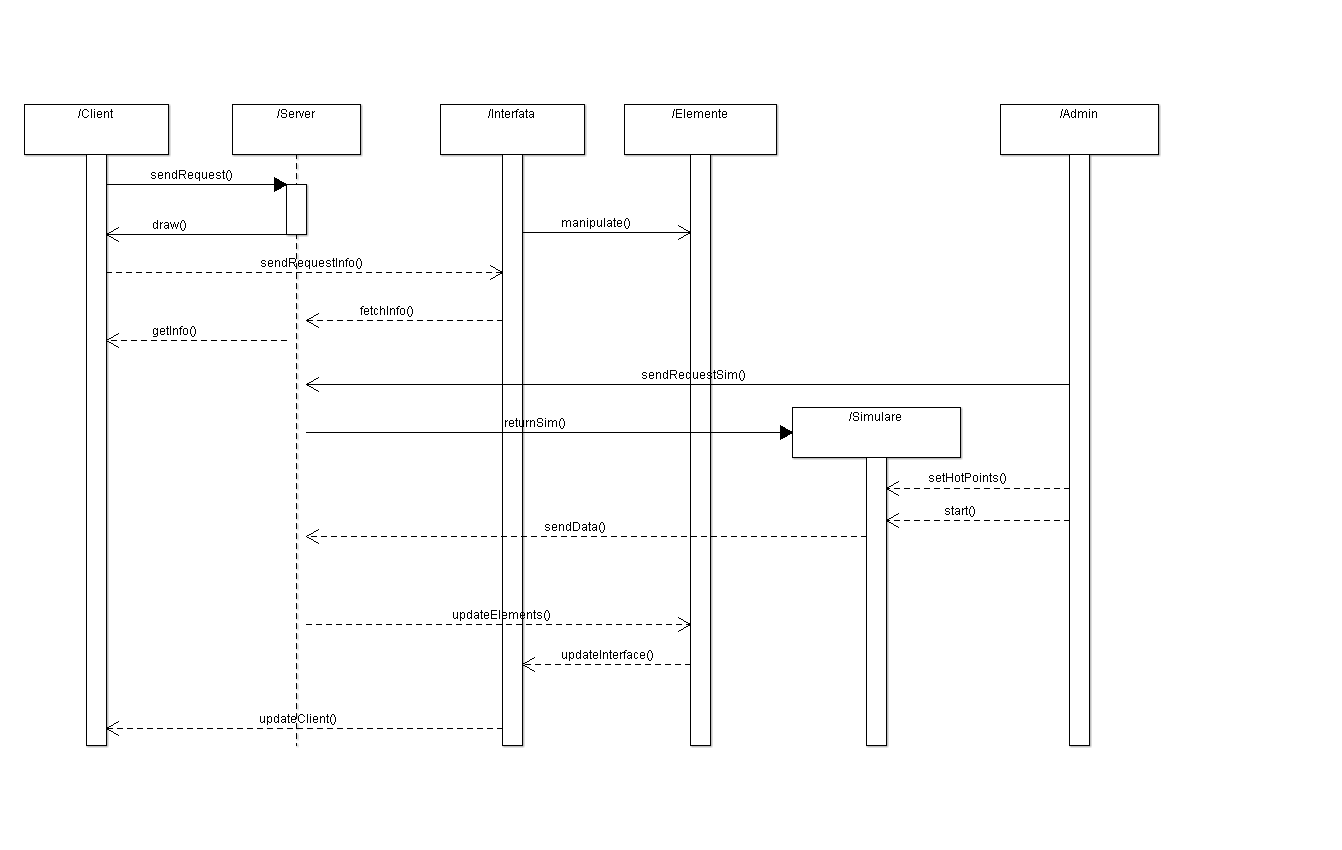 /Client
/Server
/Interfata
/Elemente
/Admin
sendRequest()
draw()
manipulate()
sendRequestInfo()
fetchInfo()
getInfo()
sendRequestSim()
/Simulare
returnSim()
setHotPoints()
start()
sendData()
updateElements()
updateInterface()
updateClient()